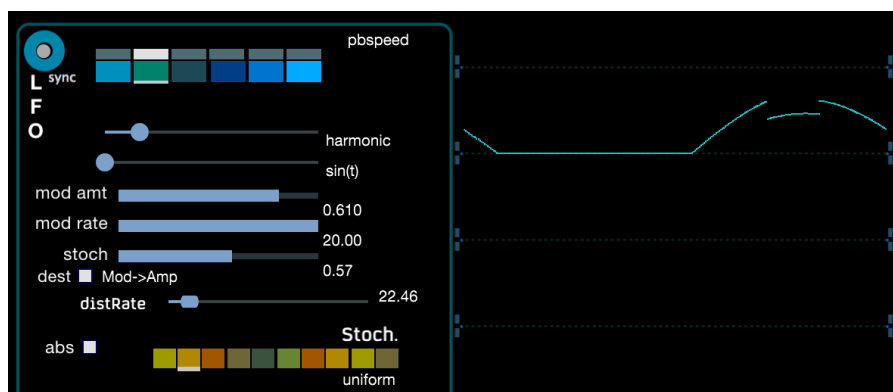 pbspeed
sync
L
F
O
harmonic
sin(t)
mod amt
0.610
mod rate
20.00
stoch
0.57
dest Mod->Amp
distRate 22.46
Stoch.
abs
uniform